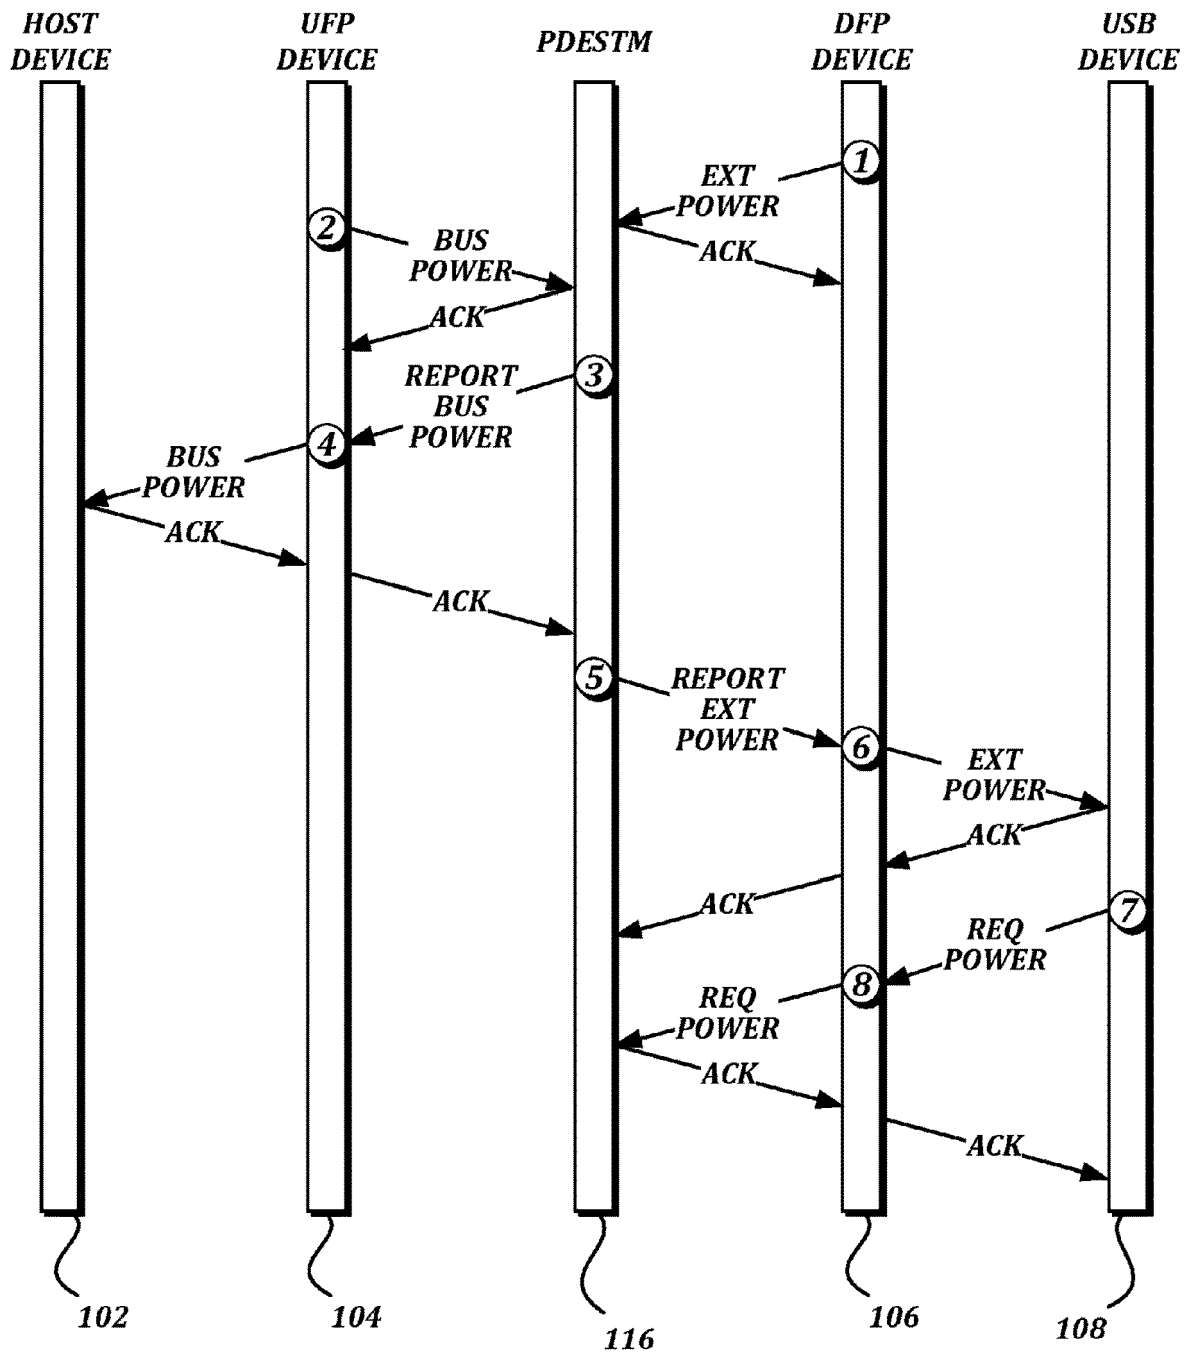 HOST
DEVICE
UFP
DEVICE
PDESTM
DFP
DEVICE
USB
DEVICE
1
EXT
POWER
ACK
2
BUS
POWER
ACK
3
REPORT
BUS
POWER
4
BUS
POWER
ACK
ACK
5
REPORT
EXT
POWER
6
EXT
POWER
ACK
ACK
7
REQ
POWER
8
REQ
POWER
ACK
ACK
102
104
116
106
108